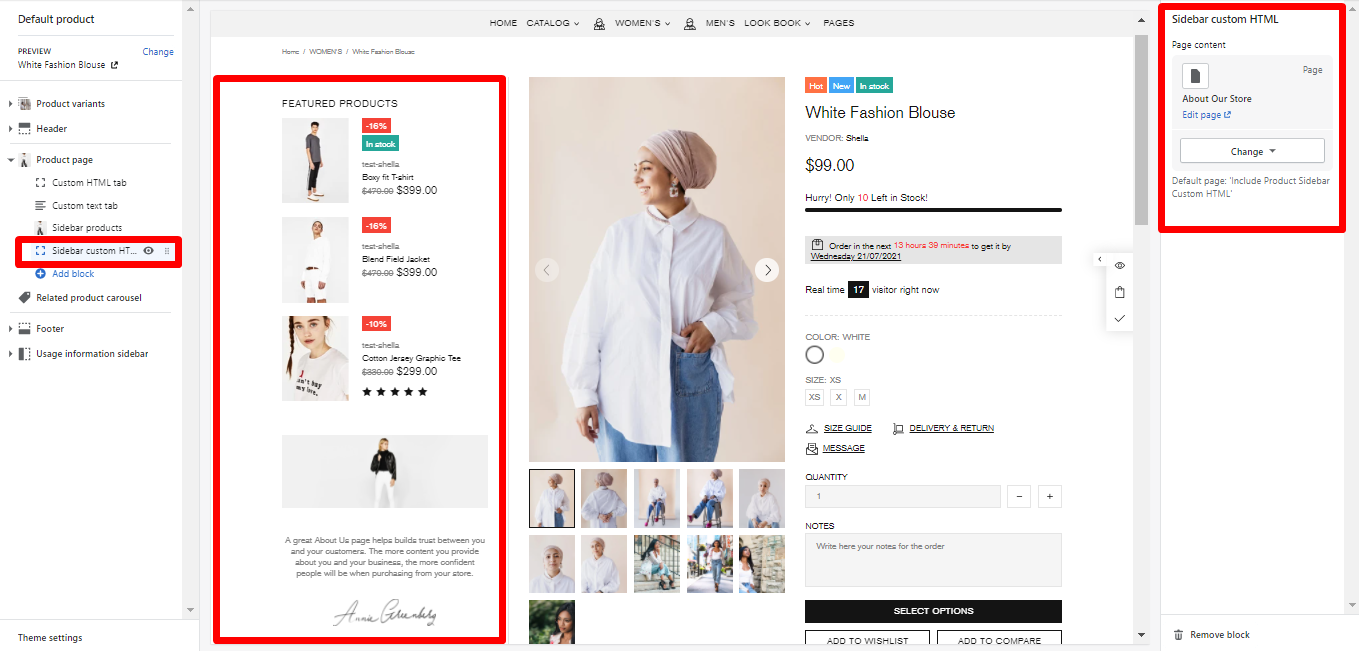 Default product
PREVIEW
Change
White Fashion Blouse
Product variants
Header
Product page
Custom HTML tab
Custom text tab
Sidebar products
Sidebar custom HT...
Add block
Related product carousel
Footer
Usage information sidebar
Theme settings
HOME CATALOG WOMEN'S MEN'S LOOK BOOK PAGES
Home / WOMEN'S / White Fashion Blouse
FEATURED PRODUCTS
-16%
In stock
test-shella
Boxy fit T-shirt
$470.00 $399.00
-16%
test-shella
Blend Field Jacket
$470.00 $399.00
-10%
test-shella
Cotton Jersey Graphic Tee
$330.00 $299.00
A great About Us page helps builds trust between you
and your customers. The more content you provide
about you and your business, the more confident
people will be when purchasing from your store.
Annie Greenberg
Hot New In stock
White Fashion Blouse
VENDOR: Shella
$99.00
Hurry! Only 10 Left in Stock!
Order in the next 13 hours 39 minutes to get it by
Wednesday 21/07/2021
Real time 17 visitor right now
COLOR: WHITE
SIZE: XS
XS X M
SIZE GUIDE DELIVERY & RETURN
MESSAGE
QUANTITY
1 − +
NOTES
Write here your notes for the order
SELECT OPTIONS
ADD TO WISHLIST ADD TO COMPARE
Sidebar custom HTML
Page content
Page
About Our Store
Edit page
Change
Default page: 'Include Product Sidebar
Custom HTML'
Remove block